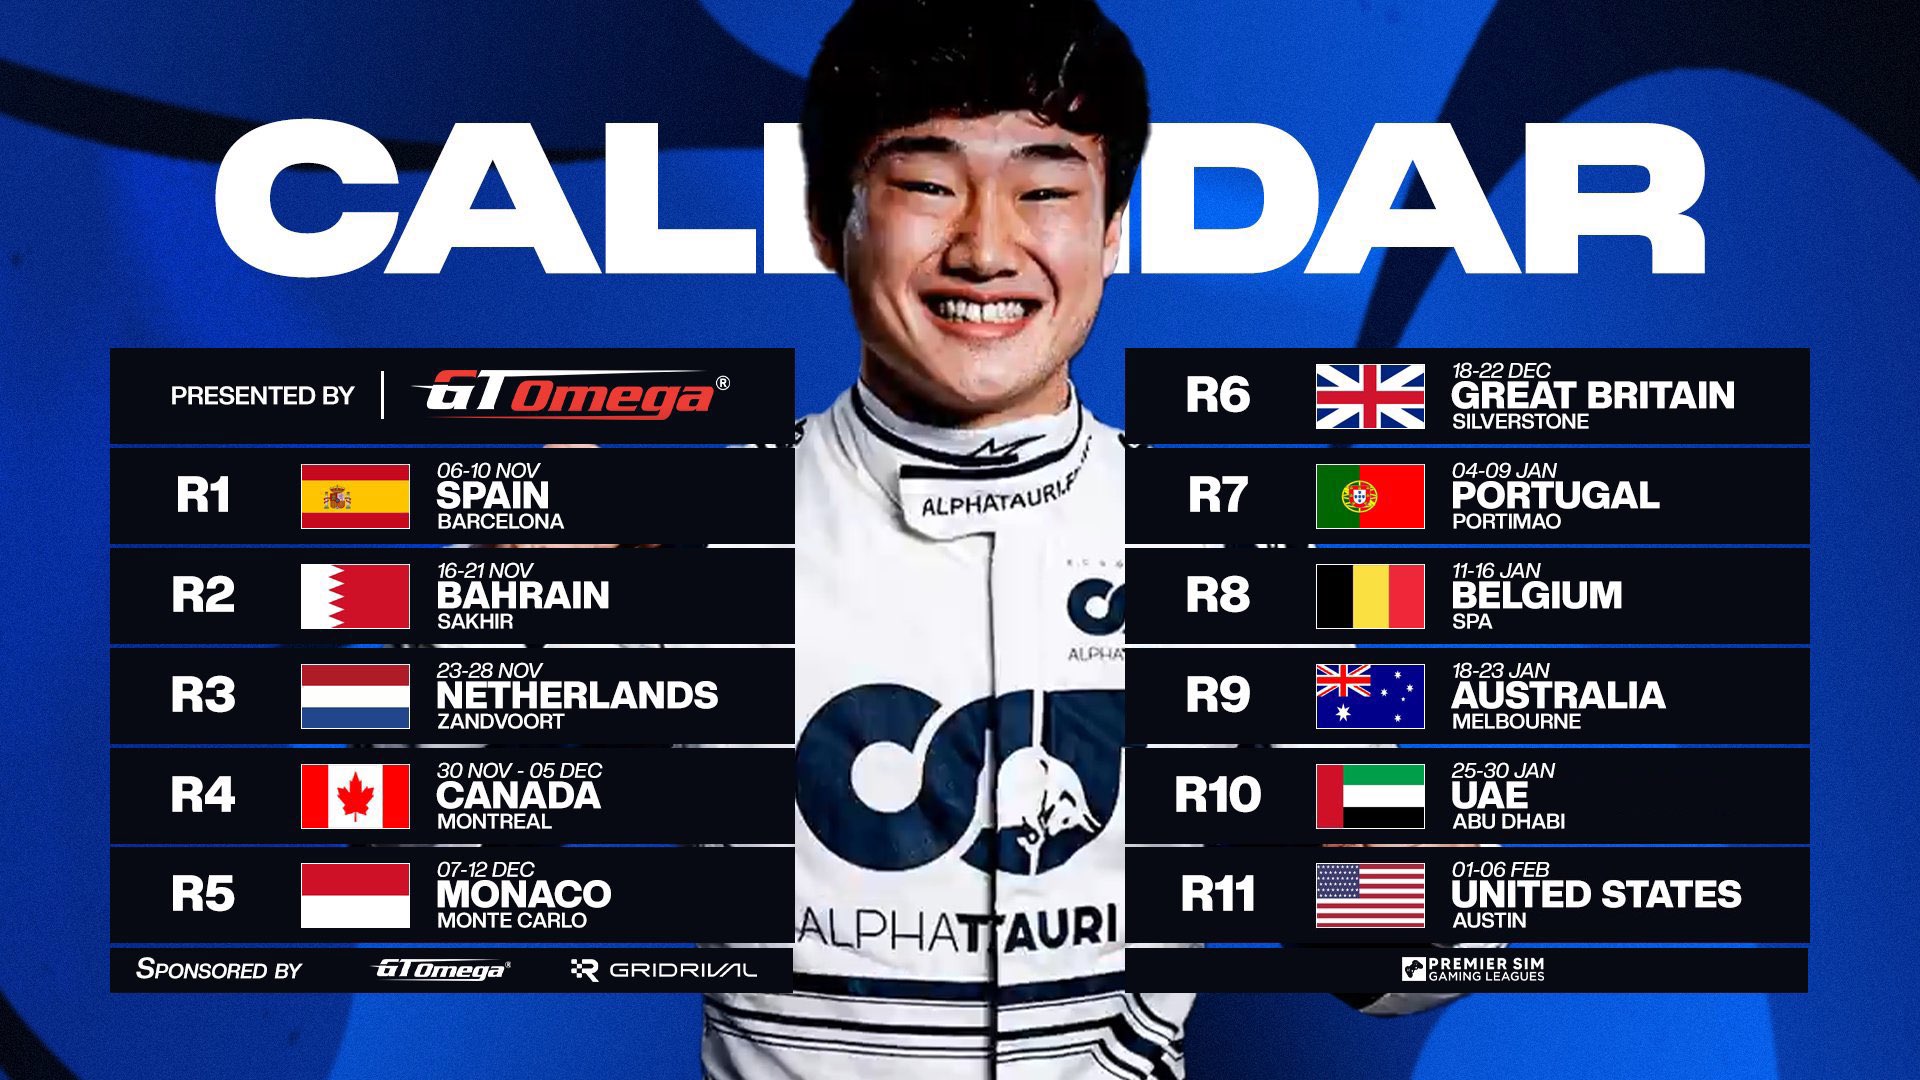 CALENDAR
PRESENTED BY
GT Omega®
R1
06-10 NOV
SPAIN
BARCELONA
R2
16-21 NOV
BAHRAIN
SAKHIR
R3
23-28 NOV
NETHERLANDS
ZANDVOORT
R4
30 NOV - 05 DEC
CANADA
MONTREAL
R5
07-12 DEC
MONACO
MONTE CARLO
SPONSORED BY
GT Omega®
GRIDRIVAL
R6
18-22 DEC
GREAT BRITAIN
SILVERSTONE
R7
04-09 JAN
PORTUGAL
PORTIMAO
R8
11-16 JAN
BELGIUM
SPA
R9
18-23 JAN
AUSTRALIA
MELBOURNE
R10
25-30 JAN
UAE
ABU DHABI
R11
01-06 FEB
UNITED STATES
AUSTIN
PREMIER SIM
GAMING LEAGUES
ALPHATAURI.F
ALPHA
ALPHATAURI